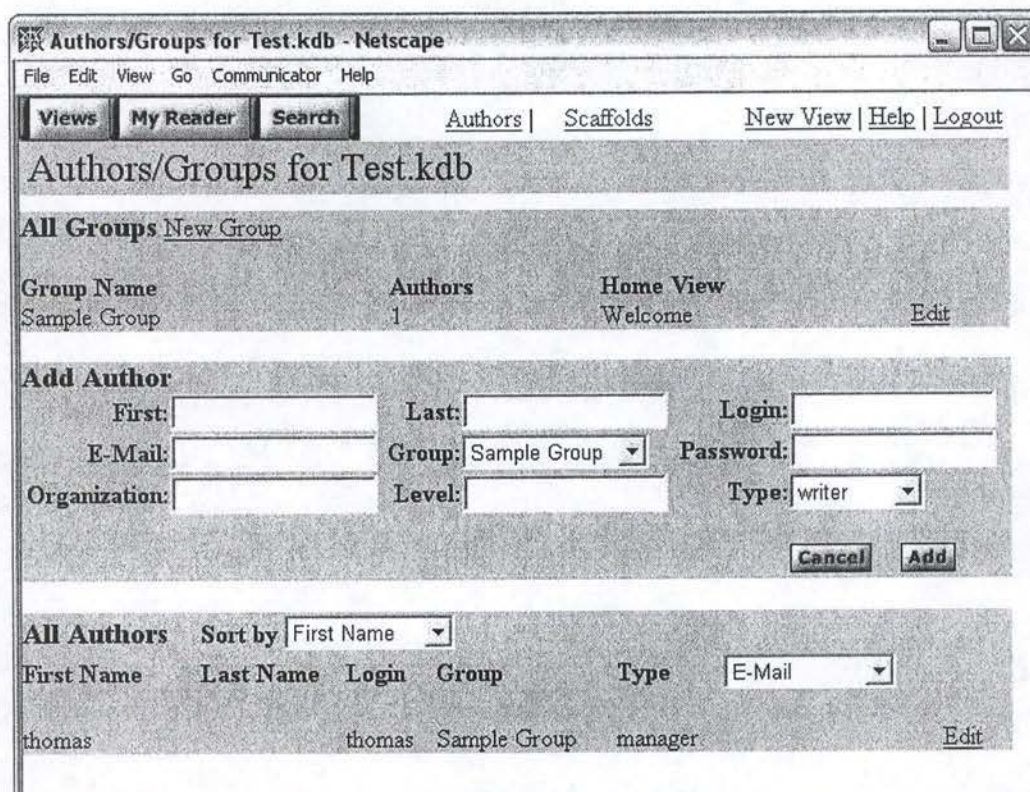 Authors/Groups for Test.kdb - Netscape
File Edit View Go Communicator Help
Views My Reader Search Authors | Scaffolds New View | Help | Logout
Authors/Groups for Test.kdb
All Groups New Group
Group Name Authors Home View
Sample Group 1 Welcome Edit
Add Author
First: Last: Login:
E-Mail: Group: Sample Group Password:
Organization: Level: Type: writer
Cancel Add
All Authors Sort by First Name
First Name Last Name Login Group Type E-Mail
thomas thomas Sample Group manager Edit